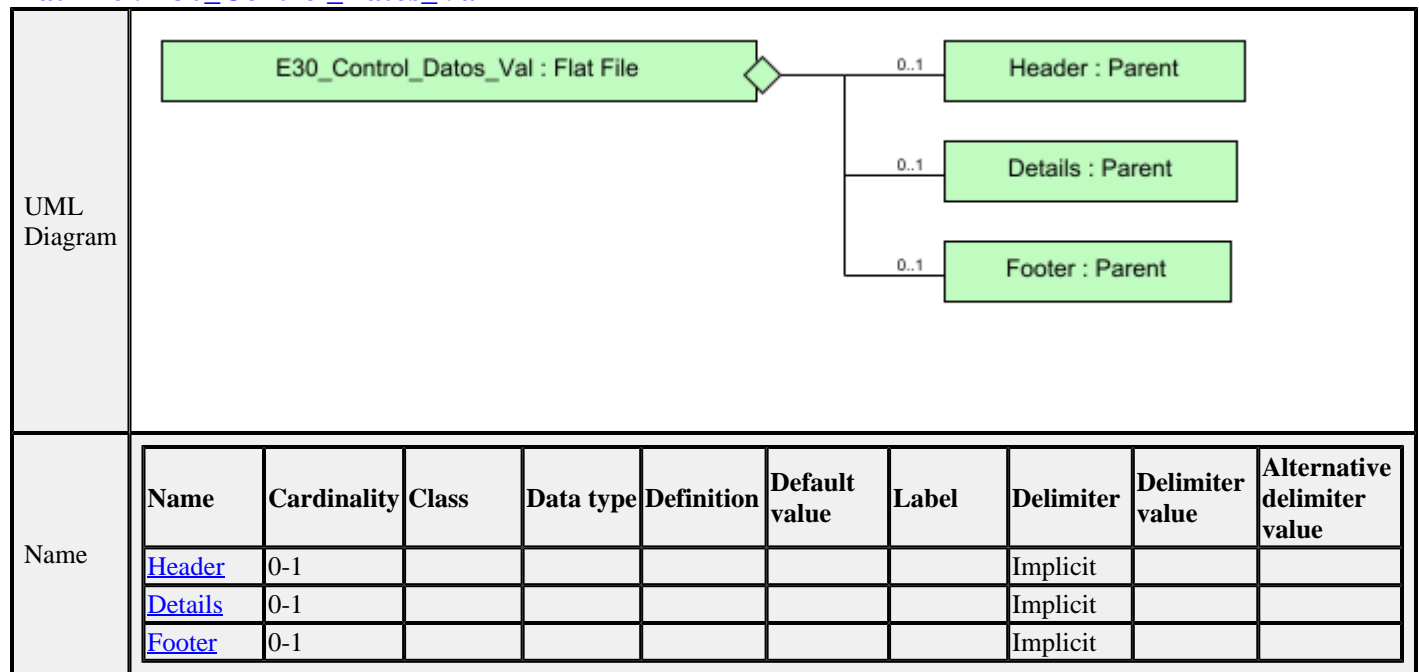 E30_Control_Datos_Val : Flat File
0..1
Header : Parent
0..1
Details : Parent
UML
Diagram
0..1
Footer : Parent
Name
Name Cardinality Class Data type Definition Default value Label Delimiter Delimiter value Alternative delimiter value
Header 0-1 Implicit
Details 0-1 Implicit
Footer 0-1 Implicit